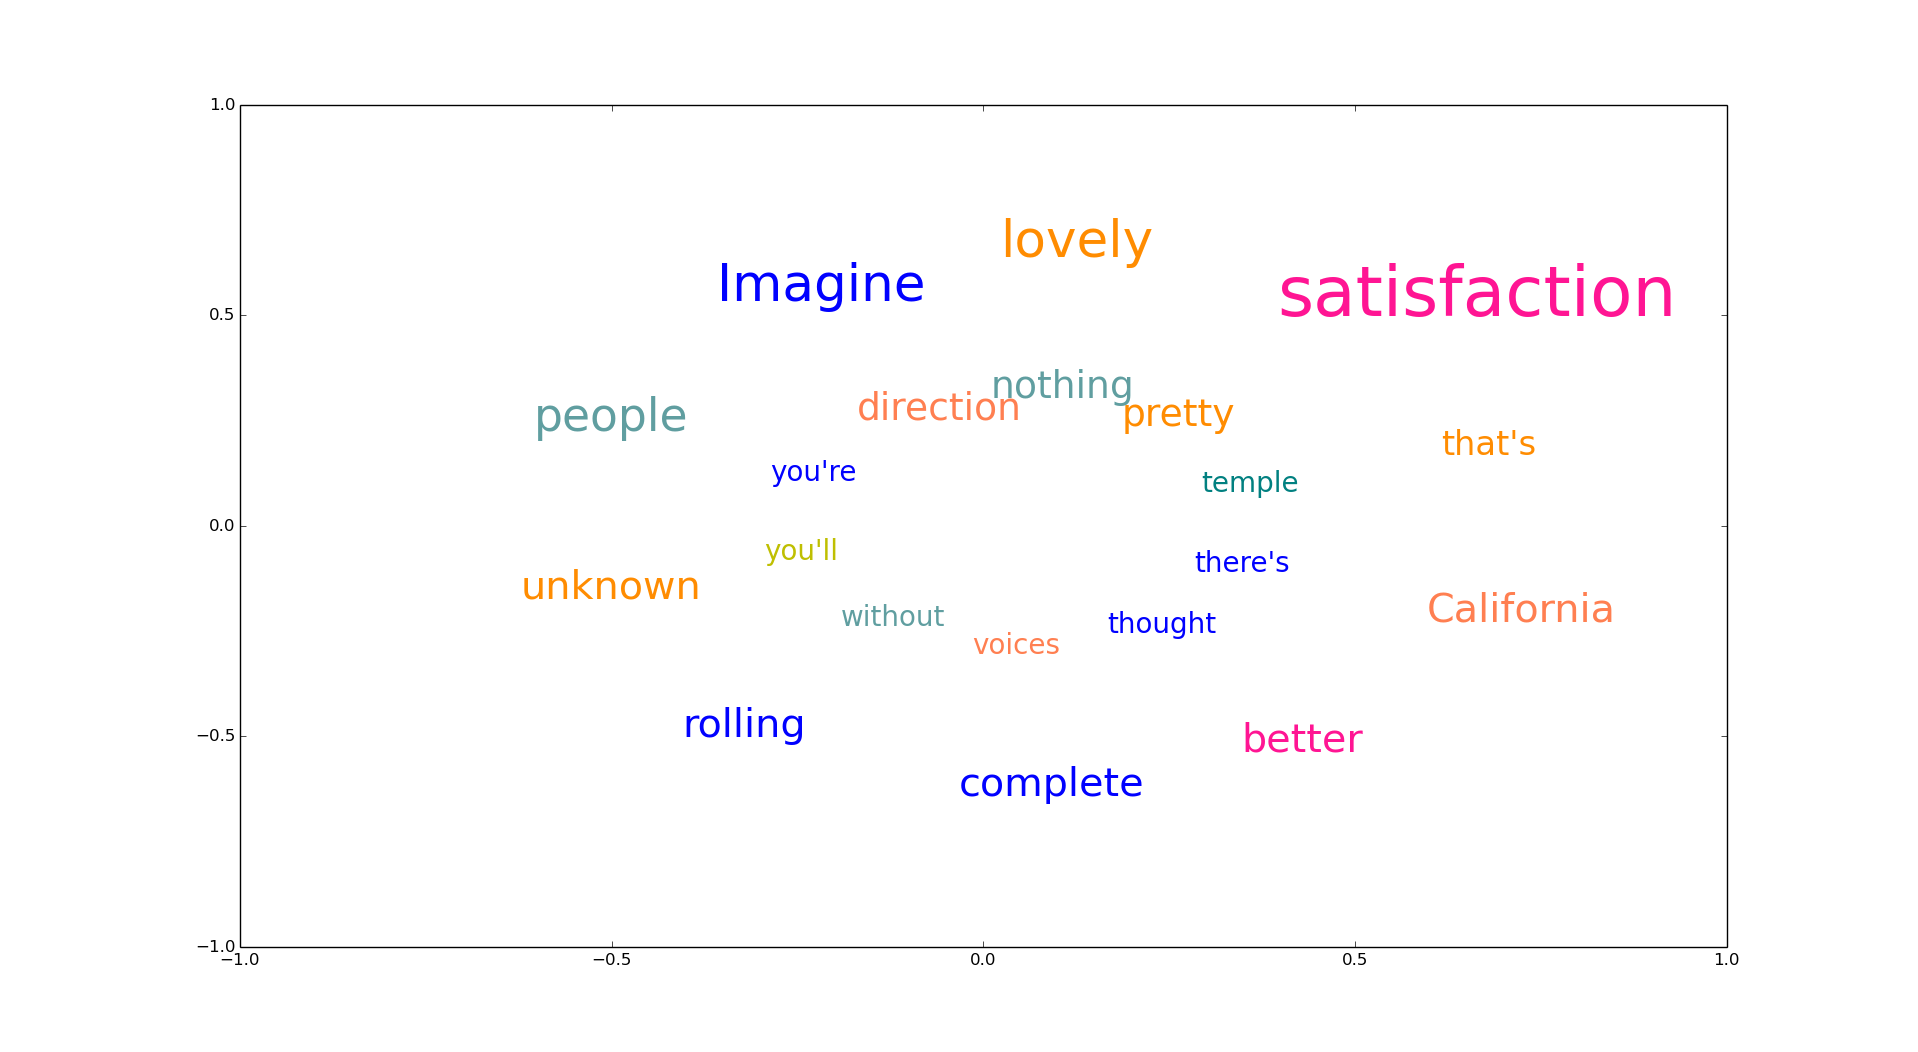 1.0
lovely
Imagine
satisfaction
0.5
nothing
direction
people
pretty
that's
you're
temple
0.0
you'll
there's
unknown
California
without
thought
voices
rolling
−0.5
better
complete
−1.0
−1.0 −0.5 0.0 0.5 1.0